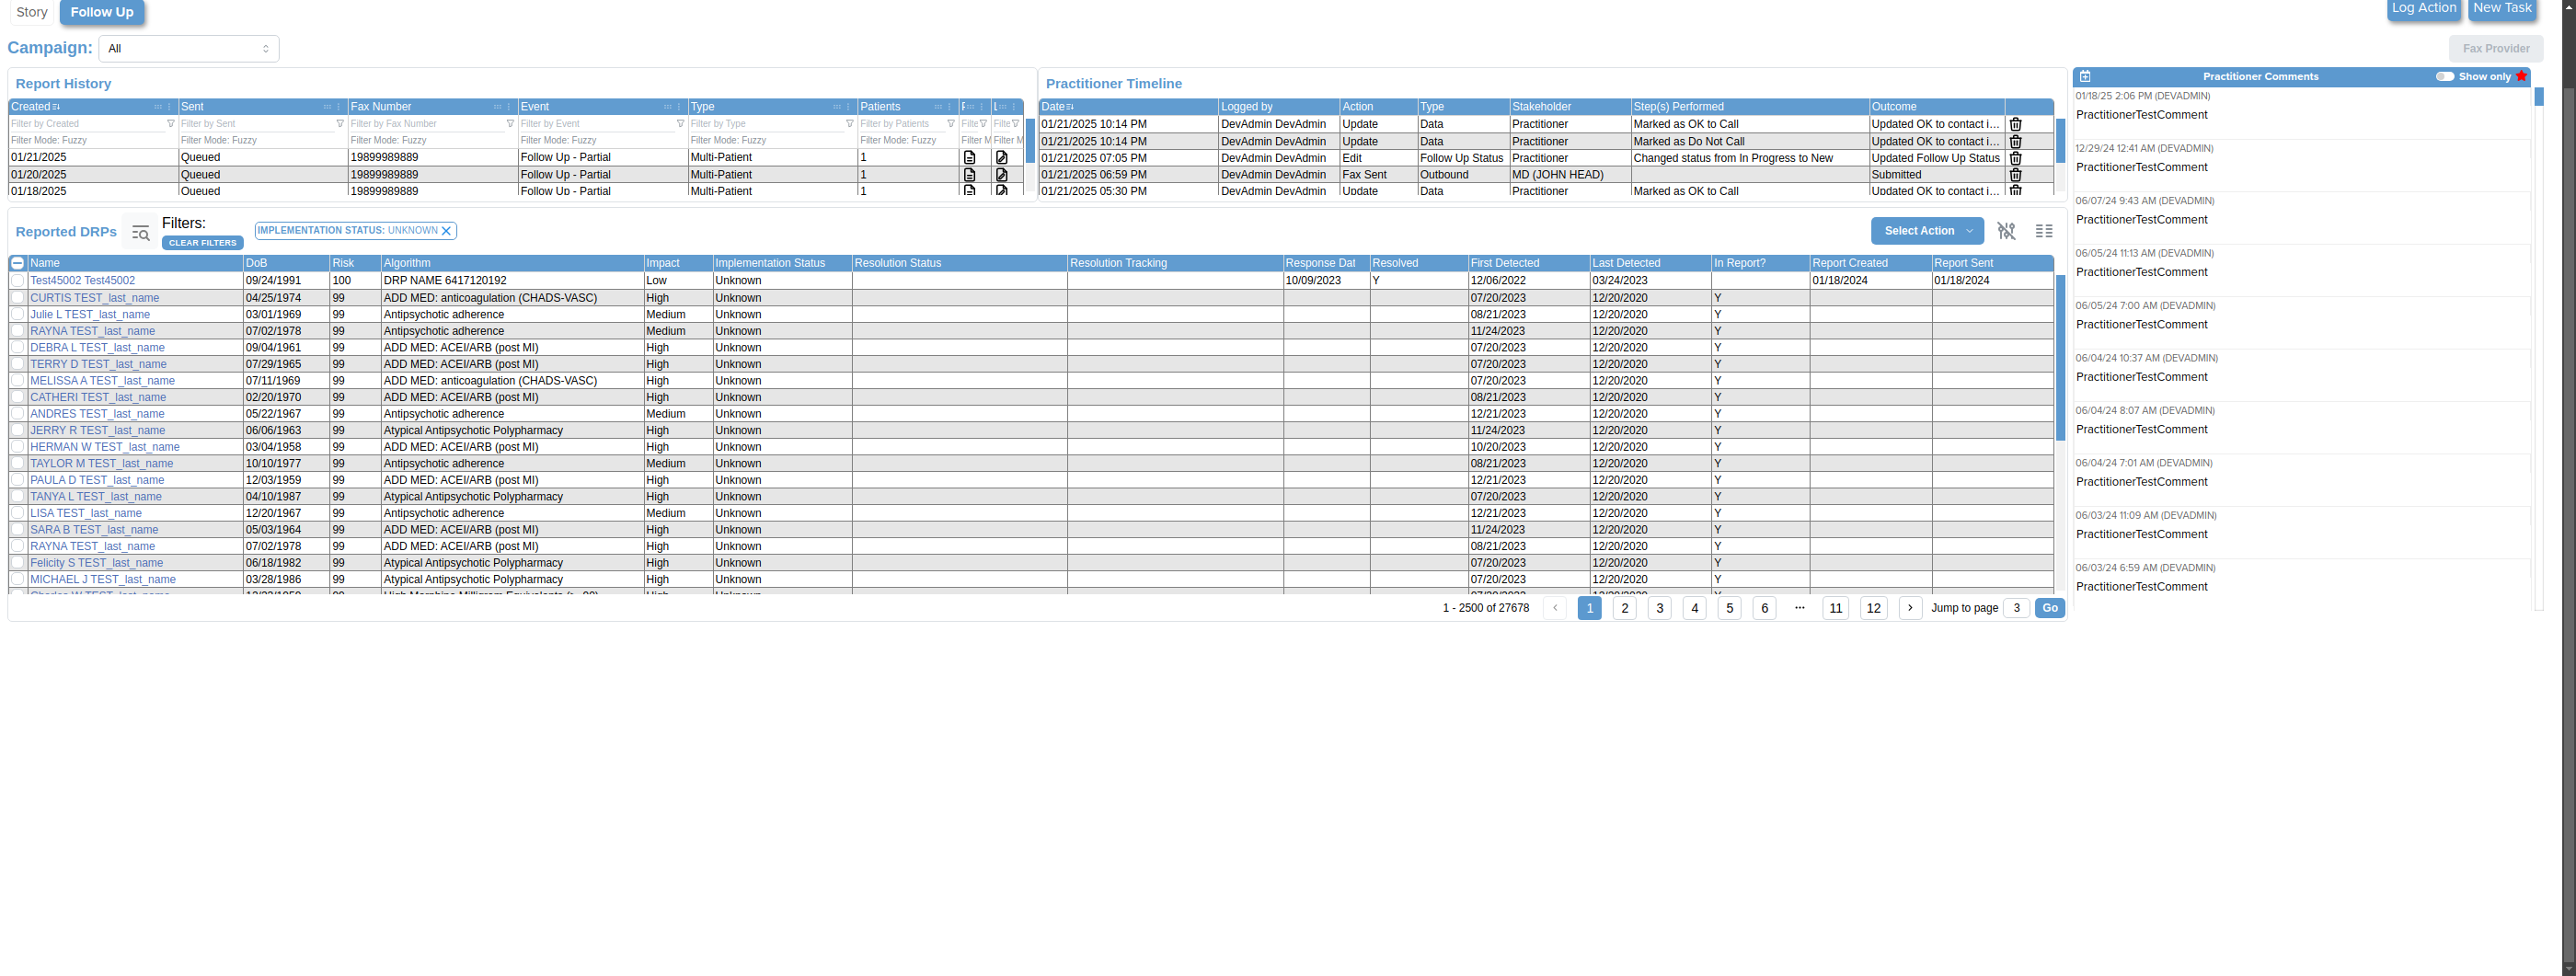 Story Follow Up Log Action New Task
Campaign: All Fax Provider
Report History
Created Sent Fax Number Event Type Patients
Filter by Created Filter by Sent Filter by Fax Number Filter by Event Filter by Type Filter by Patients Filte Filte
Filter Mode: Fuzzy Filter Mode: Fuzzy Filter Mode: Fuzzy Filter Mode: Fuzzy Filter Mode: Fuzzy Filter Mode: Fuzzy Filter M Filter M
01/21/2025 Queued 19899989889 Follow Up - Partial Multi-Patient 1
01/20/2025 Queued 19899989889 Follow Up - Partial Multi-Patient 1
01/18/2025 Queued 19899989889 Follow Up - Partial Multi-Patient 1
Practitioner Timeline
Date Logged by Action Type Stakeholder Step(s) Performed Outcome
01/21/2025 10:14 PM DevAdmin DevAdmin Update Data Practitioner Marked as OK to Call Updated OK to contact i...
01/21/2025 10:14 PM DevAdmin DevAdmin Update Data Practitioner Marked as Do Not Call Updated OK to contact i...
01/21/2025 07:05 PM DevAdmin DevAdmin Edit Follow Up Status Practitioner Changed status from In Progress to New Updated Follow Up Status
01/21/2025 06:59 PM DevAdmin DevAdmin Fax Sent Outbound MD (JOHN HEAD) Submitted
01/21/2025 05:30 PM DevAdmin DevAdmin Update Data Practitioner Marked as OK to Call Updated OK to contact i...
Reported DRPs Filters:
CLEAR FILTERS
IMPLEMENTATION STATUS: UNKNOWN
Select Action
Name DoB Risk Algorithm Impact Implementation Status Resolution Status Resolution Tracking Response Dat Resolved First Detected Last Detected In Report? Report Created Report Sent
Test45002 Test45002 09/24/1991 100 DRP NAME 6417120192 Low Unknown 10/09/2023 Y 12/06/2022 03/24/2023 01/18/2024 01/18/2024
CURTIS TEST_last_name 04/25/1974 99 ADD MED: anticoagulation (CHADS-VASC) High Unknown 07/20/2023 12/20/2020 Y
Julie L TEST_last_name 03/01/1969 99 Antipsychotic adherence Medium Unknown 08/21/2023 12/20/2020 Y
RAYNA TEST_last_name 07/02/1978 99 Antipsychotic adherence Medium Unknown 11/24/2023 12/20/2020 Y
DEBRA L TEST_last_name 09/04/1961 99 ADD MED: ACEI/ARB (post MI) High Unknown 07/20/2023 12/20/2020 Y
TERRY D TEST_last_name 07/29/1965 99 ADD MED: ACEI/ARB (post MI) High Unknown 07/20/2023 12/20/2020 Y
MELISSA A TEST_last_name 07/11/1969 99 ADD MED: anticoagulation (CHADS-VASC) High Unknown 07/20/2023 12/20/2020 Y
CATHERI TEST_last_name 02/20/1970 99 ADD MED: ACEI/ARB (post MI) High Unknown 08/21/2023 12/20/2020 Y
ANDRES TEST_last_name 05/22/1967 99 Antipsychotic adherence Medium Unknown 12/21/2023 12/20/2020 Y
JERRY R TEST_last_name 06/06/1963 99 Atypical Antipsychotic Polypharmacy High Unknown 11/24/2023 12/20/2020 Y
HERMAN W TEST_last_name 03/04/1958 99 ADD MED: ACEI/ARB (post MI) High Unknown 10/20/2023 12/20/2020 Y
TAYLOR M TEST_last_name 10/10/1977 99 Antipsychotic adherence Medium Unknown 08/21/2023 12/20/2020 Y
PAULA D TEST_last_name 12/03/1959 99 ADD MED: ACEI/ARB (post MI) High Unknown 12/21/2023 12/20/2020 Y
TANYA L TEST_last_name 04/10/1987 99 Atypical Antipsychotic Polypharmacy High Unknown 07/20/2023 12/20/2020 Y
LISA TEST_last_name 12/20/1967 99 Antipsychotic adherence Medium Unknown 12/21/2023 12/20/2020 Y
SARA B TEST_last_name 05/03/1964 99 ADD MED: ACEI/ARB (post MI) High Unknown 11/24/2023 12/20/2020 Y
RAYNA TEST_last_name 07/02/1978 99 ADD MED: ACEI/ARB (post MI) High Unknown 08/21/2023 12/20/2020 Y
Felicity S TEST_last_name 06/18/1982 99 Atypical Antipsychotic Polypharmacy High Unknown 07/20/2023 12/20/2020 Y
MICHAEL J TEST_last_name 03/28/1986 99 Atypical Antipsychotic Polypharmacy High Unknown 07/20/2023 12/20/2020 Y
1 - 2500 of 27678 1 2 3 4 5 6 ... 11 12 Jump to page 3 Go
Practitioner Comments Show only
01/18/25 2:06 PM (DEVADMIN)
PractitionerTestComment
12/29/24 12:41 AM (DEVADMIN)
PractitionerTestComment
06/07/24 9:43 AM (DEVADMIN)
PractitionerTestComment
06/05/24 11:13 AM (DEVADMIN)
PractitionerTestComment
06/05/24 7:00 AM (DEVADMIN)
PractitionerTestComment
06/04/24 10:37 AM (DEVADMIN)
PractitionerTestComment
06/04/24 8:07 AM (DEVADMIN)
PractitionerTestComment
06/04/24 7:01 AM (DEVADMIN)
PractitionerTestComment
06/03/24 11:09 AM (DEVADMIN)
PractitionerTestComment
06/03/24 6:59 AM (DEVADMIN)
PractitionerTestComment